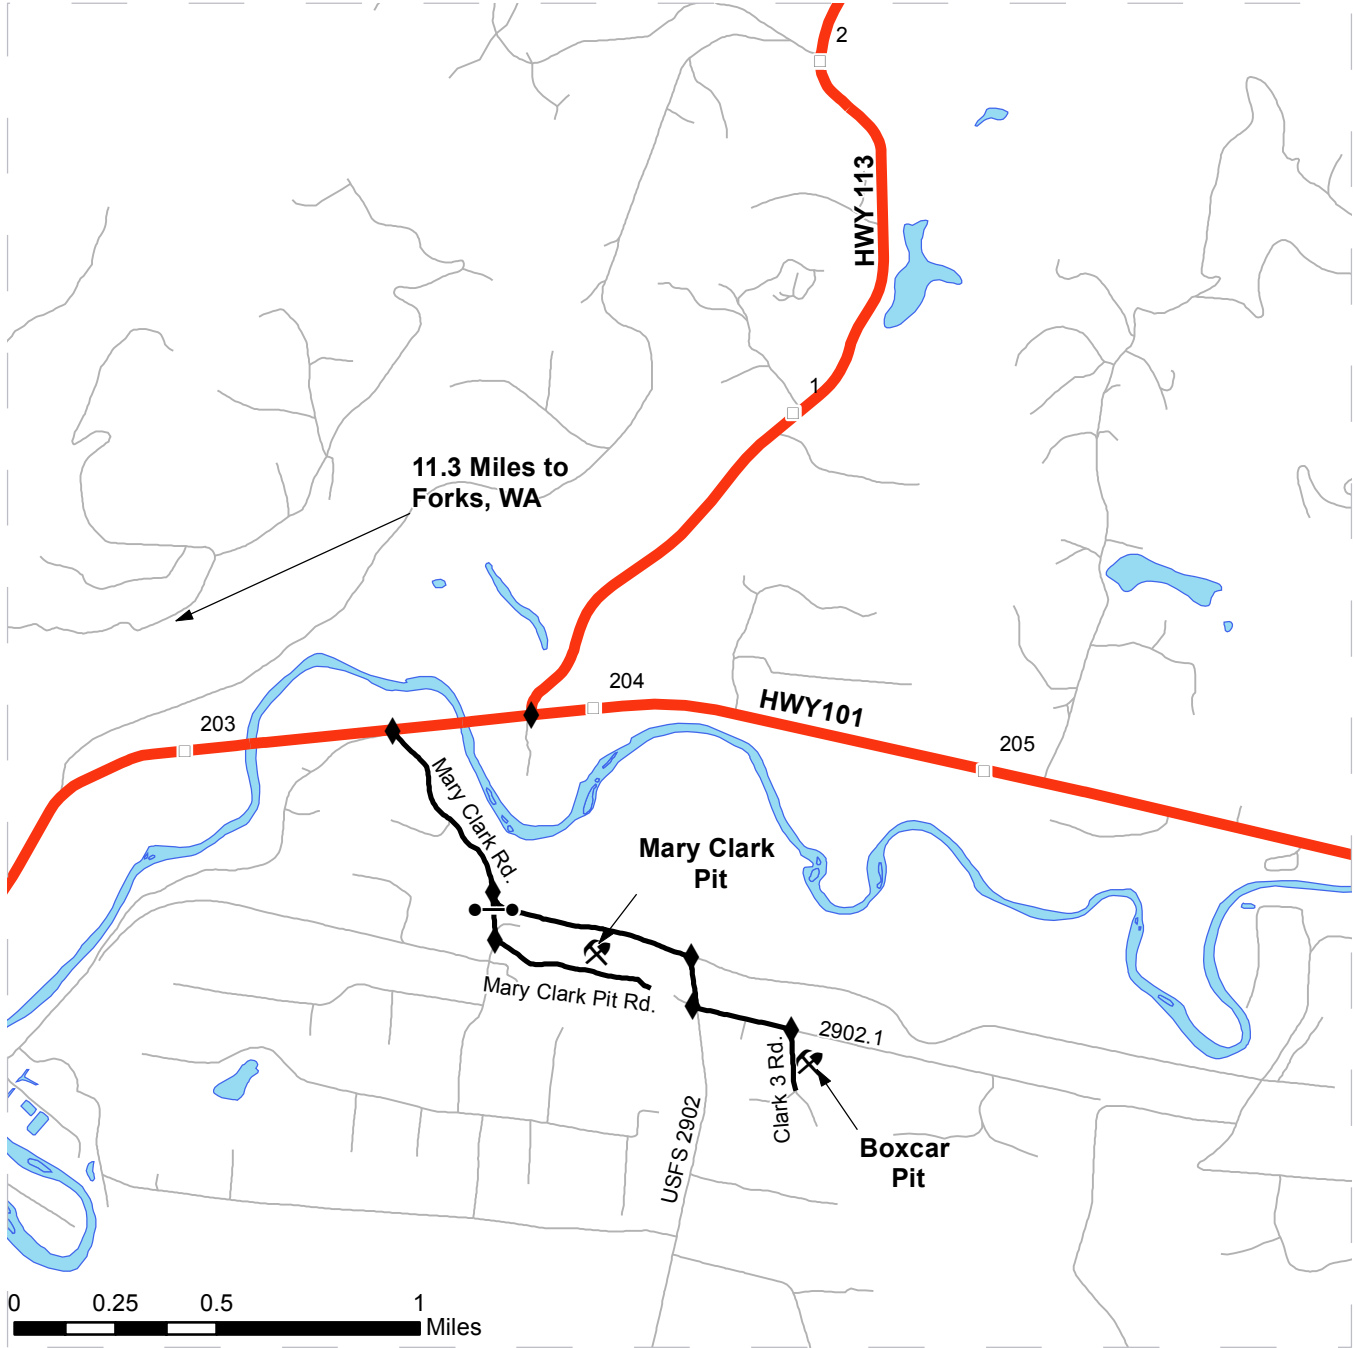 2
HWY 113
1
11.3 Miles to
Forks, WA
204
HWY101
203
205
Mary Clark Rd.
Mary Clark
Pit
Mary Clark Pit Rd.
2902.1
Clark 3 Rd.
USFS 2902
Boxcar
Pit
0 0.25 0.5 1
Miles